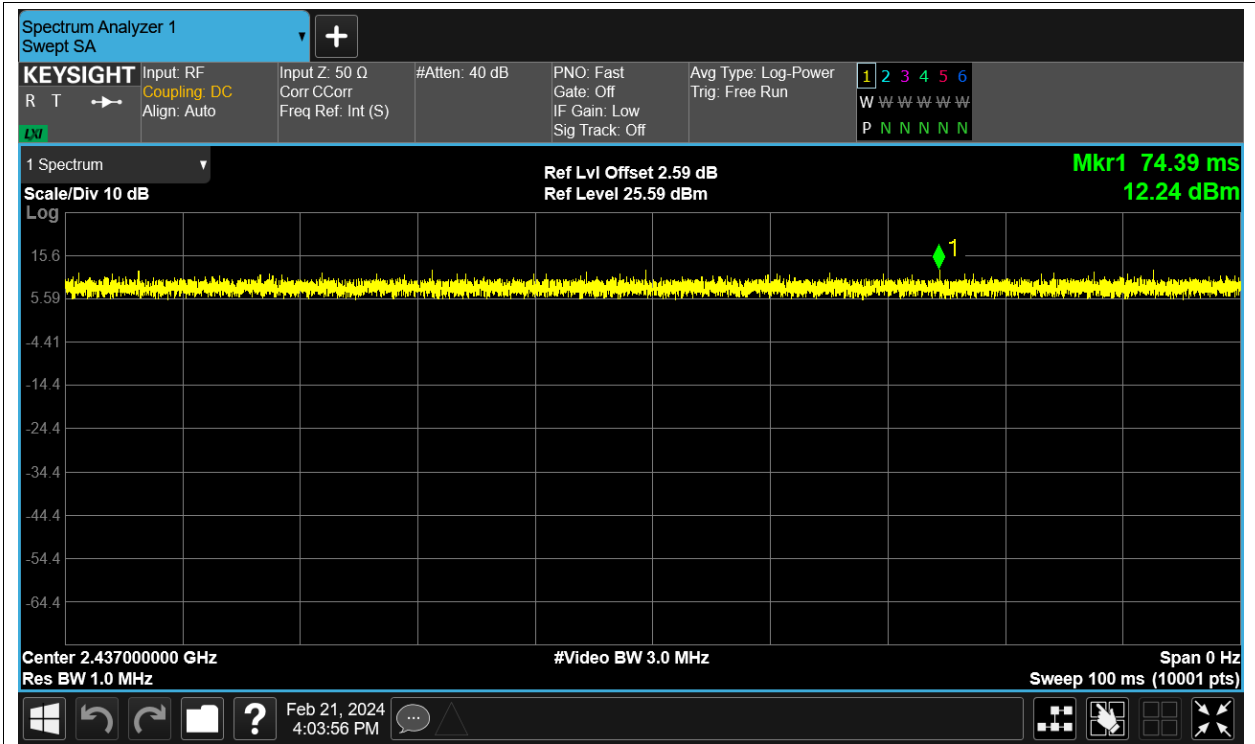 Spectrum Analyzer 1
Swept SA
+
KEYSIGHT
R T
LXI
Input: RF
Coupling: DC
Align: Auto
Input Z: 50 Ω
Corr CCorr
Freq Ref: Int (S)
#Atten: 40 dB
PNO: Fast
Gate: Off
IF Gain: Low
Sig Track: Off
Avg Type: Log-Power
Trig: Free Run
1 2 3 4 5 6
W W W W W W
P N N N N N
1 Spectrum
Scale/Div 10 dB
Log
Ref Lvl Offset 2.59 dB
Ref Level 25.59 dBm
Mkr1 74.39 ms
12.24 dBm
1
15.6
5.59
-4.41
-14.4
-24.4
-34.4
-44.4
-54.4
-64.4
Center 2.437000000 GHz
#Video BW 3.0 MHz
Span 0 Hz
Res BW 1.0 MHz
Sweep 100 ms (10001 pts)
?
Feb 21, 2024
4:03:56 PM